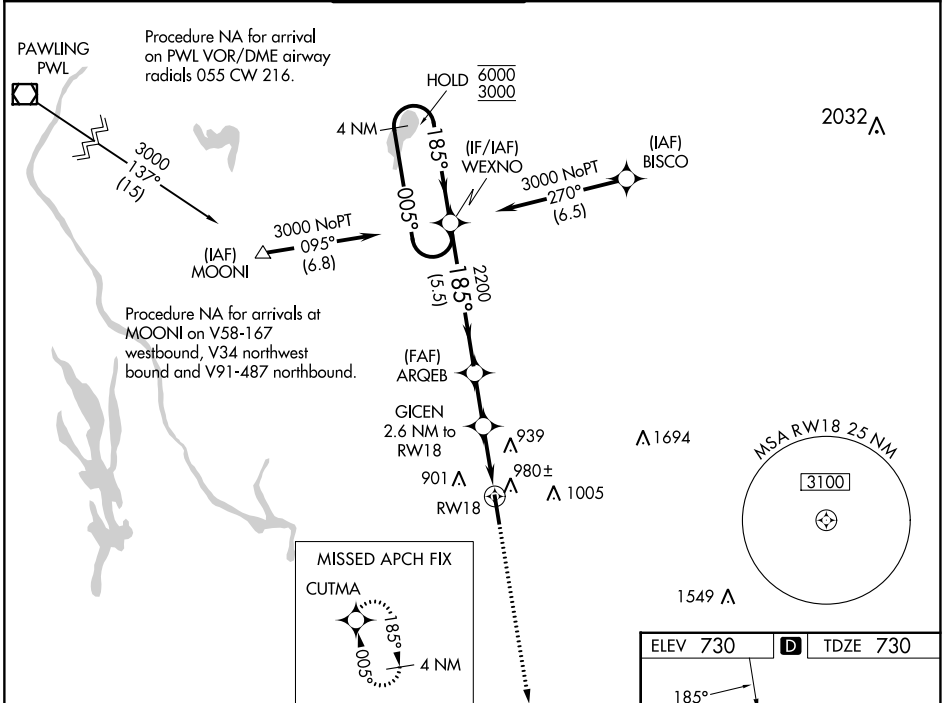 PAWLING
PWL
Procedure NA for arrival
on PWL VOR/DME airway
radials 055 CW 216.
HOLD 6000
3000
4 NM
185°
005°
(IF/IAF)
WEXNO
2032
(IAF)
BISCO
3000 NoPT
270°
(6.5)
3000
137°
(15)
3000 NoPT
095°
(6.8)
(IAF)
MOONI
2200
185°
(5.5)
Procedure NA for arrivals at
MOONI on V58-167
westbound, V34 northwest
bound and V91-487 northbound.
(FAF)
ARQEB
GICEN
2.6 NM to
RW18
939
1694
901
980±
1005
RW18
MSA RW18 25 NM
3100
MISSED APCH FIX
CUTMA
185°
005°
4 NM
1549
ELEV 730 D TDZE 730
185°